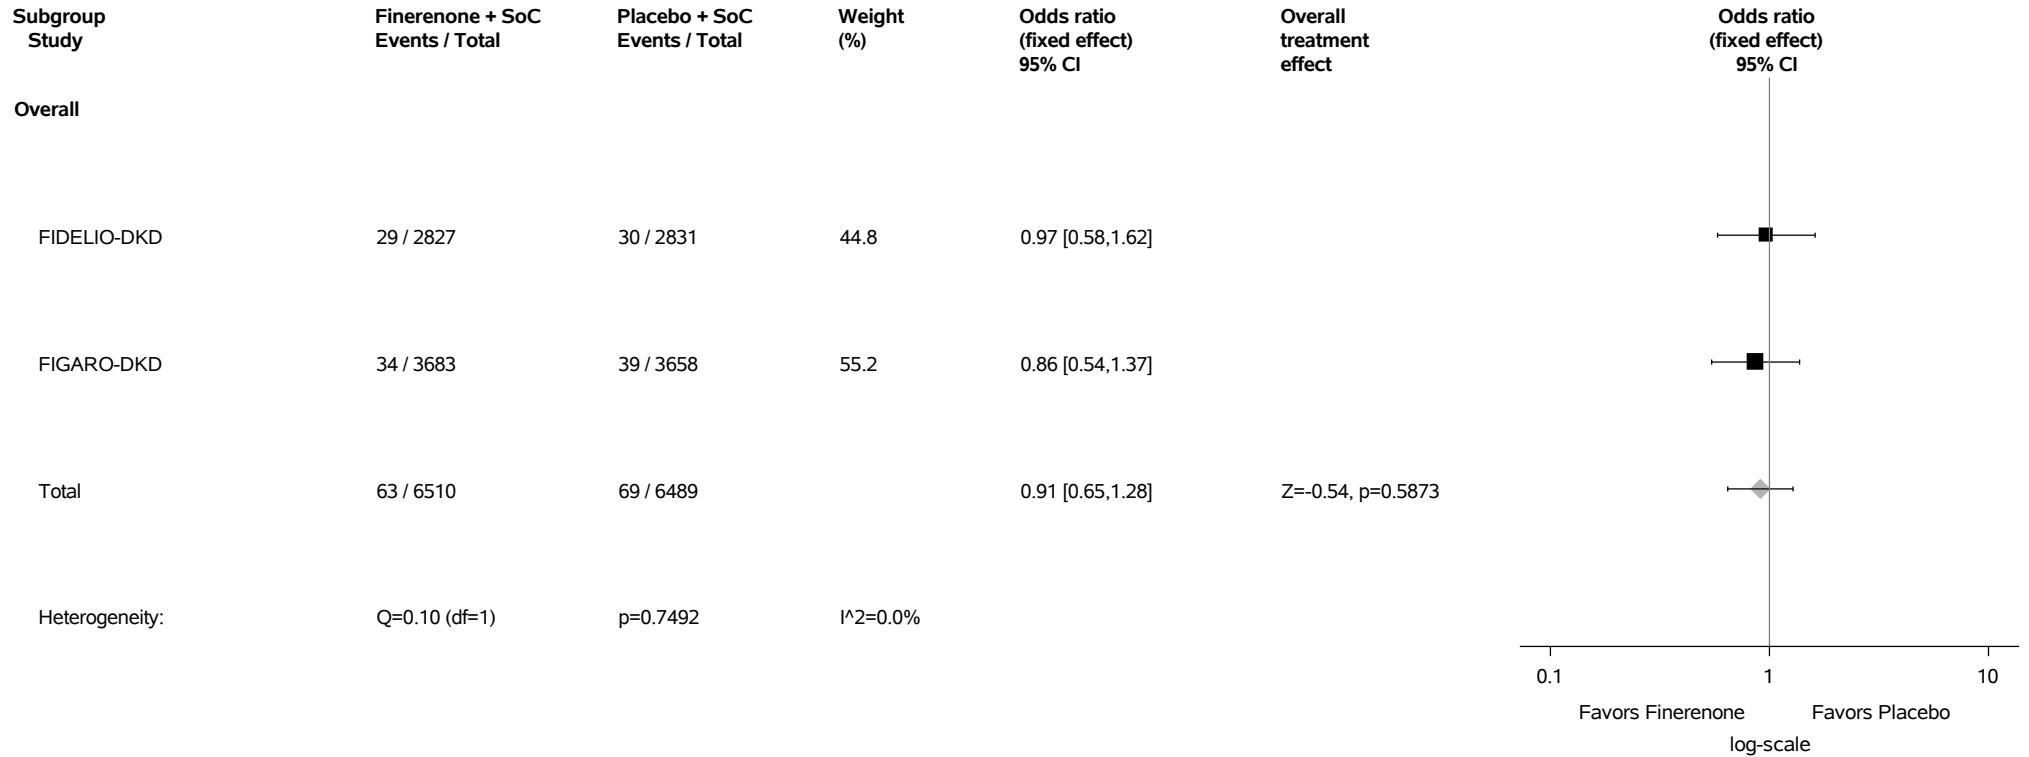 Subgroup Finerenone + SoC Placebo + SoC Weight Odds ratio Overall Odds ratio
Study Events / Total Events / Total (%) (fixed effect) treatment (fixed effect)
95% CI effect 95% CI
Overall
FIDELIO-DKD 29 / 2827 30 / 2831 44.8 0.97 [0.58,1.62]
FIGARO-DKD 34 / 3683 39 / 3658 55.2 0.86 [0.54,1.37]
Total 63 / 6510 69 / 6489 0.91 [0.65,1.28] Z=-0.54, p=0.5873
Heterogeneity: Q=0.10 (df=1) p=0.7492 I^2=0.0%
0.1 1 10
Favors Finerenone Favors Placebo
log-scale